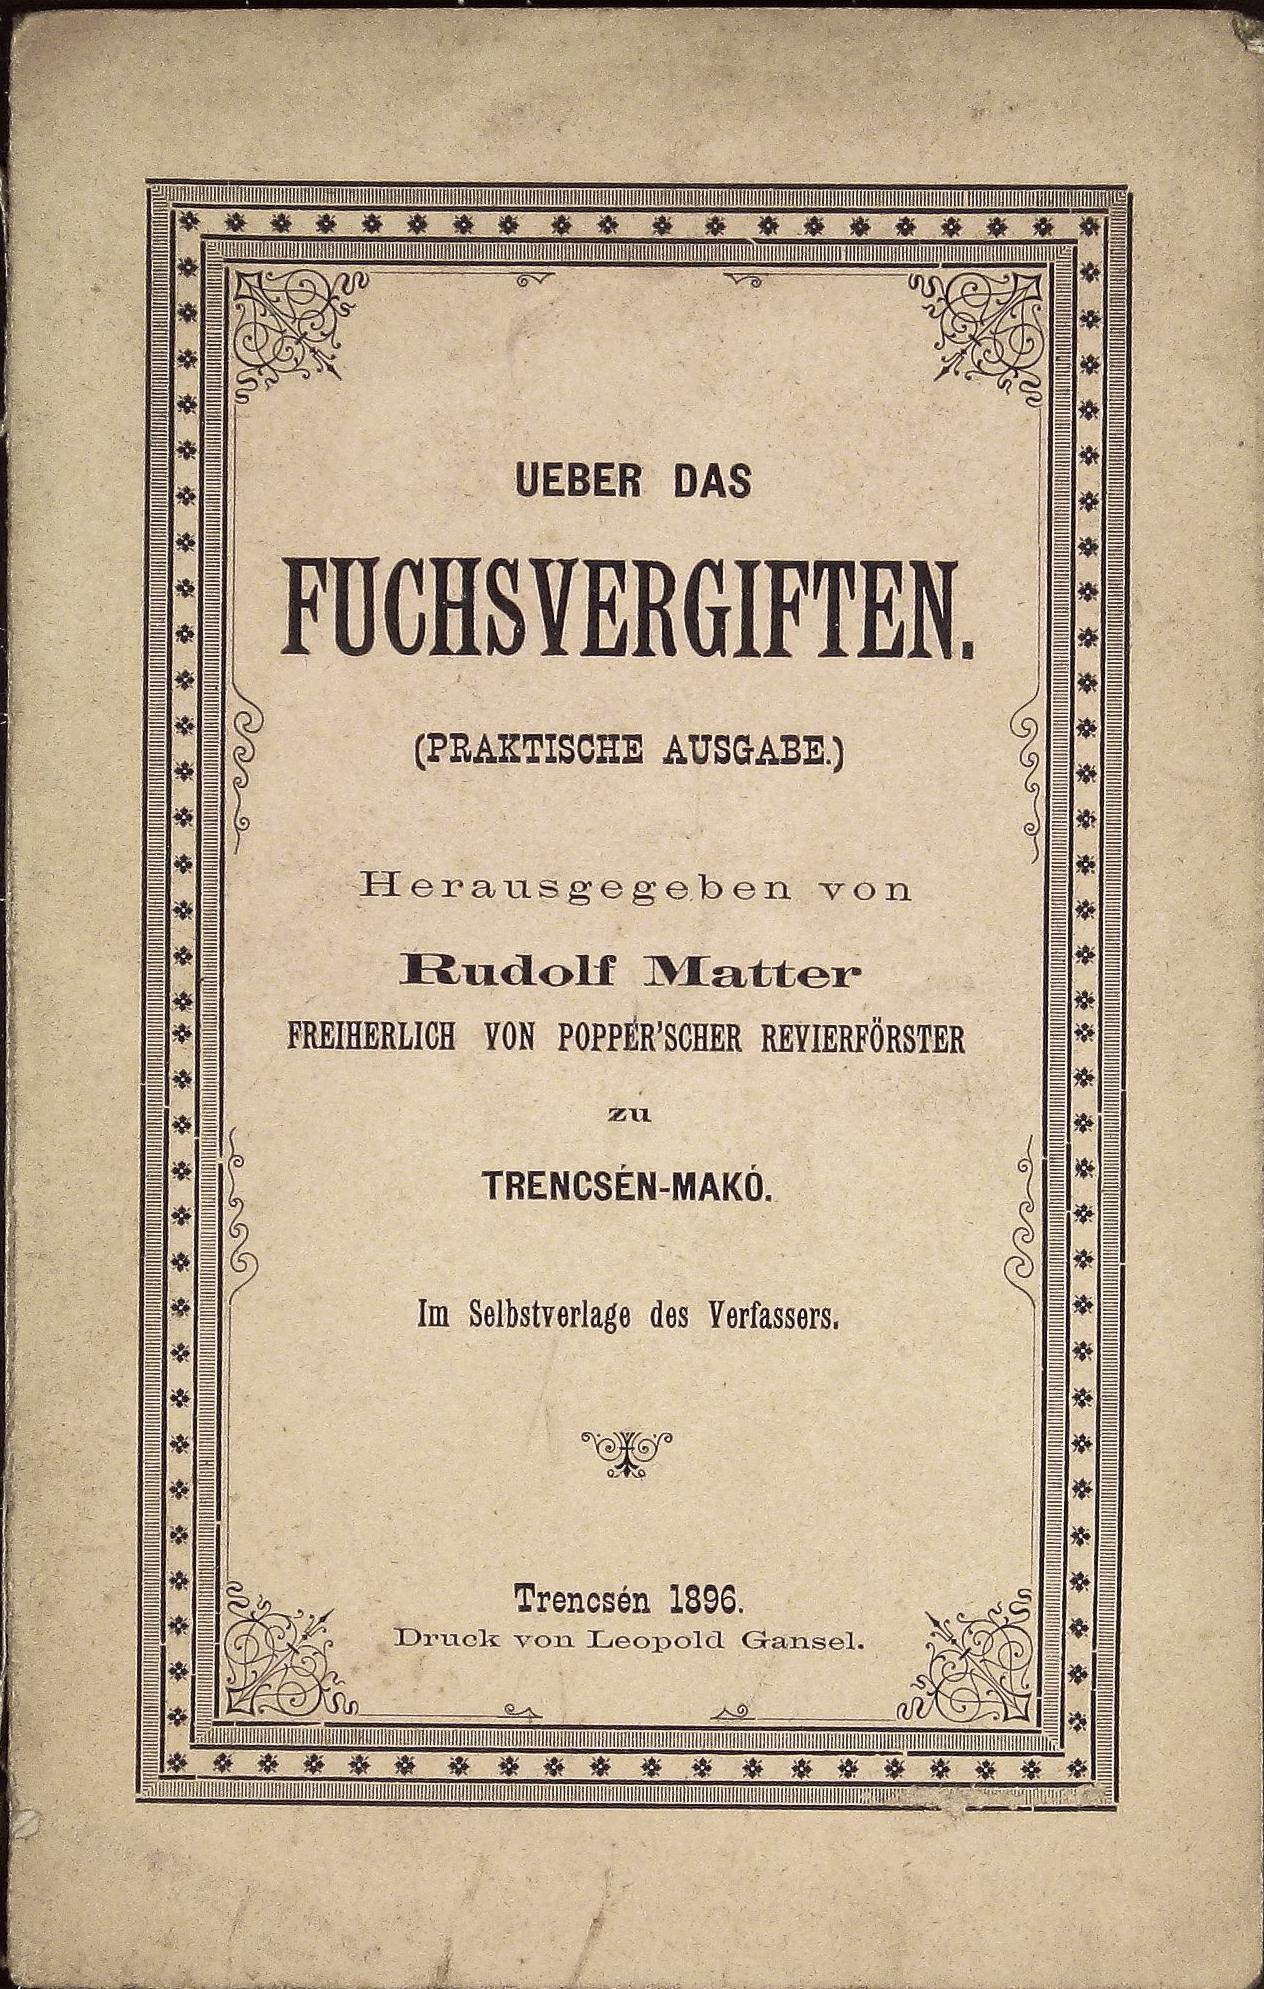 UEBER DAS
FUCHSVERGIFTEN.
(PRAKTISCHE AUSGABE.)
Herausgegeben von
Rudolf Matter
FREIHERLICH VON POPPER'SCHER REVIERFÖRSTER
zu
TRENCSÉN-MAKÓ.
Im Selbstverlage des Verfassers.
Trencsén 1896.
Druck von Leopold Gansel.